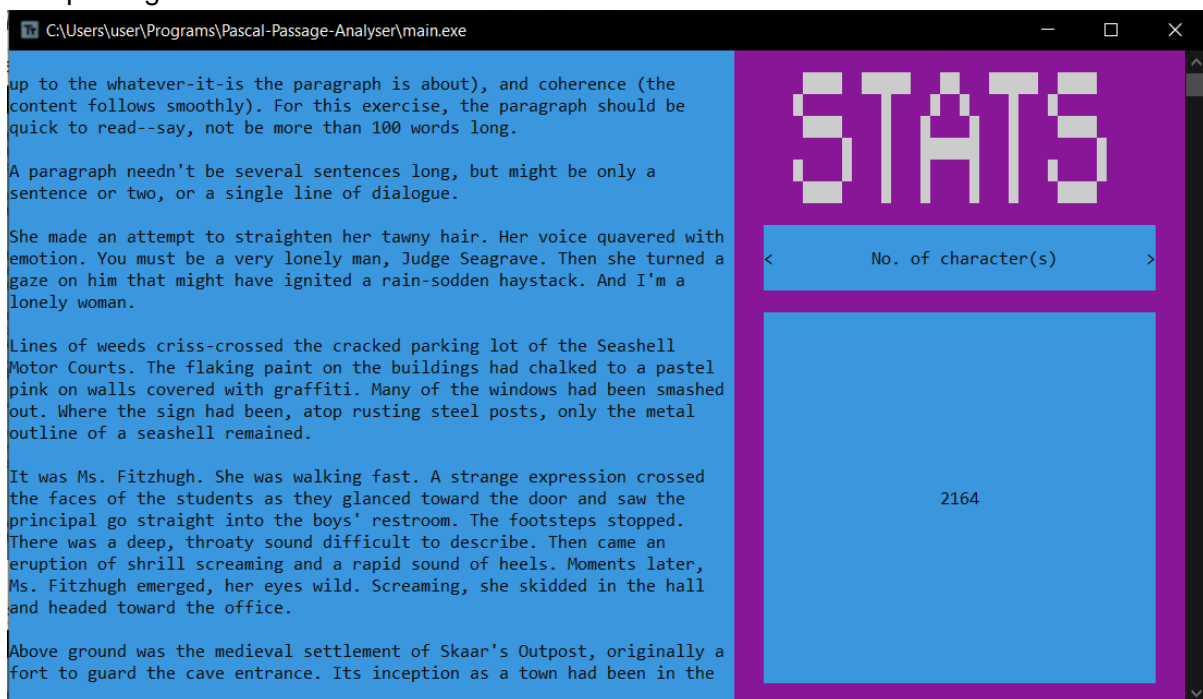 C:\Users\user\Programs\Pascal-Passage-Analyser\main.exe
up to the whatever-it-is the paragraph is about), and coherence (the
content follows smoothly). For this exercise, the paragraph should be
quick to read--say, not be more than 100 words long.
A paragraph needn't be several sentences long, but might be only a
sentence or two, or a single line of dialogue.
She made an attempt to straighten her tawny hair. Her voice quavered with
emotion. You must be a very lonely man, Judge Seagrave. Then she turned a
gaze on him that might have ignited a rain-sodden haystack. And I'm a
lonely woman.
Lines of weeds criss-crossed the cracked parking lot of the Seashell
Motor Courts. The flaking paint on the buildings had chalked to a pastel
pink on walls covered with graffiti. Many of the windows had been smashed
out. Where the sign had been, atop rusting steel posts, only the metal
outline of a seashell remained.
It was Ms. Fitzhugh. She was walking fast. A strange expression crossed
the faces of the students as they glanced toward the door and saw the
principal go straight into the boys' restroom. The footsteps stopped.
There was a deep, throaty sound difficult to describe. Then came an
eruption of shrill screaming and a rapid sound of heels. Moments later,
Ms. Fitzhugh emerged, her eyes wild. Screaming, she skidded in the hall
and headed toward the office.
Above ground was the medieval settlement of Skaar's Outpost, originally a
fort to guard the cave entrance. Its inception as a town had been in the
STATS
< No. of character(s) >
2164